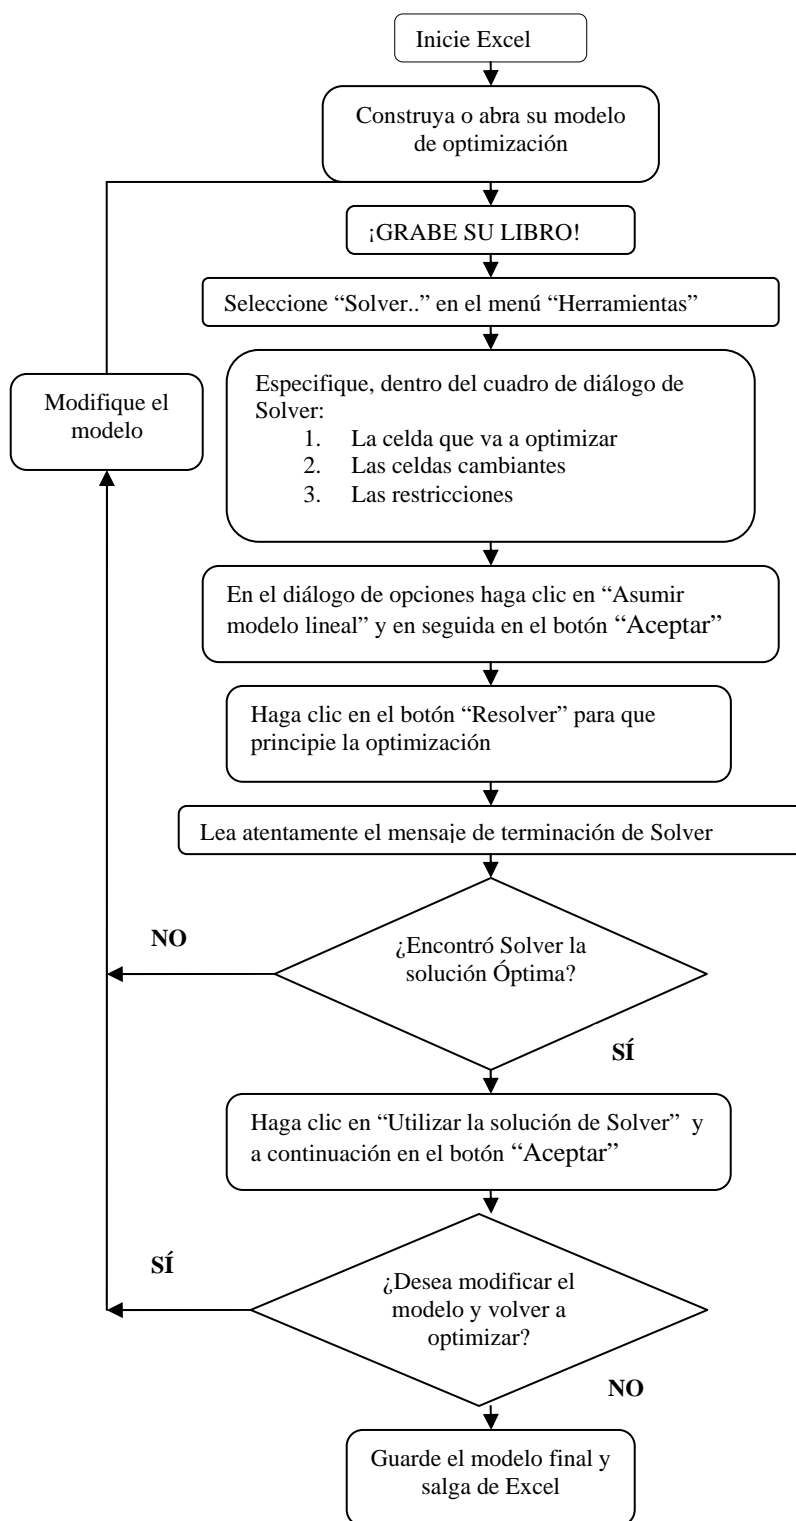 Inicie Excel
Construya o abra su modelo
de optimización
¡GRABE SU LIBRO!
Seleccione “Solver..” en el menú “Herramientas”
Modifique el
modelo
Especifique, dentro del cuadro de diálogo de
Solver:
1. La celda que va a optimizar
2. Las celdas cambiantes
3. Las restricciones
En el diálogo de opciones haga clic en “Asumir
modelo lineal” y en seguida en el botón “Aceptar”
Haga clic en el botón “Resolver” para que
principie la optimización
Lea atentamente el mensaje de terminación de Solver
NO
¿Encontró Solver la
solución Óptima?
SÍ
Haga clic en “Utilizar la solución de Solver” y
a continuación en el botón “Aceptar”
SÍ
¿Desea modificar el
modelo y volver a
optimizar?
NO
Guarde el modelo final y
salga de Excel